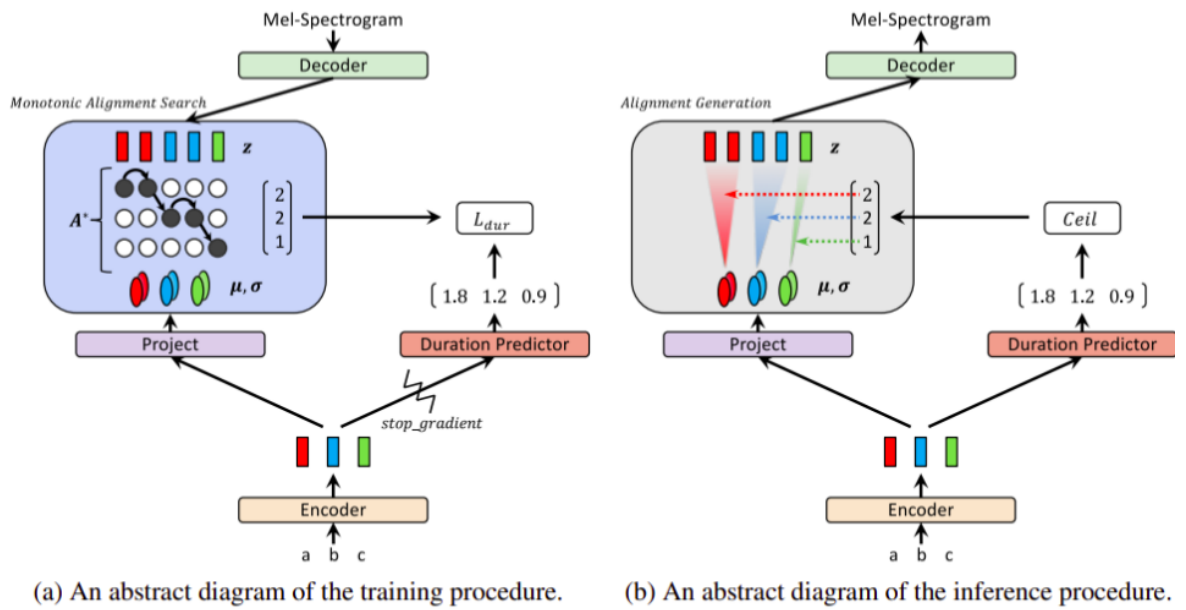 Mel-Spectrogram
Decoder
Monotonic Alignment Search
z
A*
2
2
1
μ, σ
L_dur
[ 1.8 1.2 0.9 ]
Project
Duration Predictor
stop_gradient
Encoder
a b c
(a) An abstract diagram of the training procedure.
Mel-Spectrogram
Decoder
Alignment Generation
z
2
2
1
μ, σ
Ceil
[ 1.8 1.2 0.9 ]
Project
Duration Predictor
Encoder
a b c
(b) An abstract diagram of the inference procedure.